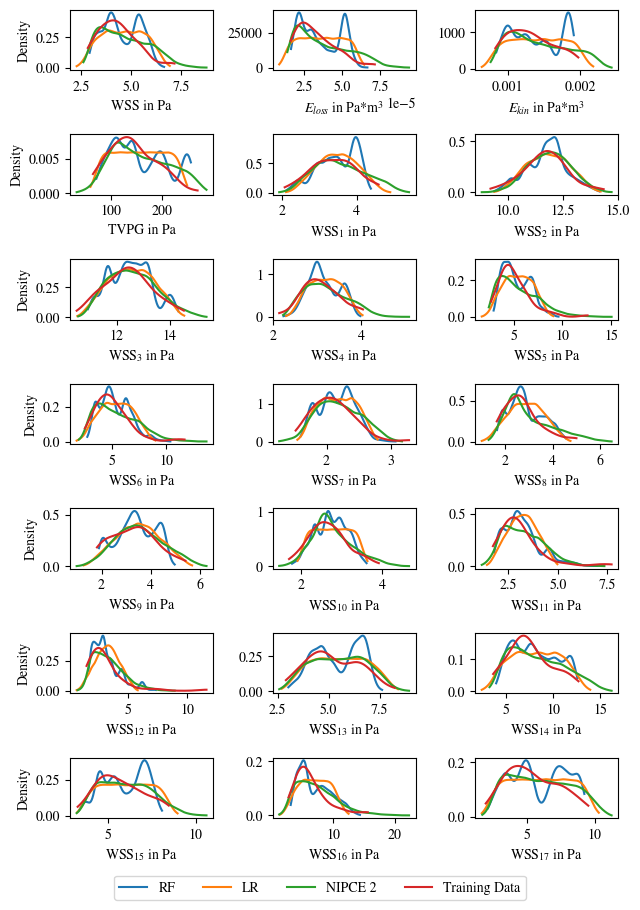 Density
0.25
0.00
2.5 5.0 7.5
WSS in Pa
25000
0
2.5 5.0 7.5
E_loss in Pa*m³ 1e−5
1000
0
0.001 0.002
E_kin in Pa*m³
Density
0.005
0.000
100 200
TVPG in Pa
0.5
0.0
2 4
WSS₁ in Pa
0.5
0.0
10.0 12.5 15.0
WSS₂ in Pa
Density
0.25
0.00
12 14
WSS₃ in Pa
1
0
2 4
WSS₄ in Pa
0.2
0.0
5 10 15
WSS₅ in Pa
Density
0.2
0.0
5 10
WSS₆ in Pa
1
0
2 3
WSS₇ in Pa
0.5
0.0
2 4 6
WSS₈ in Pa
Density
0.5
0.0
2 4 6
WSS₉ in Pa
1
0
2 4
WSS₁₀ in Pa
0.5
0.0
2.5 5.0 7.5
WSS₁₁ in Pa
Density
0.25
0.00
5 10
WSS₁₂ in Pa
0.25
0.00
2.5 5.0 7.5
WSS₁₃ in Pa
0.1
0.0
5 10 15
WSS₁₄ in Pa
Density
0.25
0.00
5 10
WSS₁₅ in Pa
0.2
0.0
10 20
WSS₁₆ in Pa
0.2
0.0
5 10
WSS₁₇ in Pa
RF LR NIPCE 2 Training Data